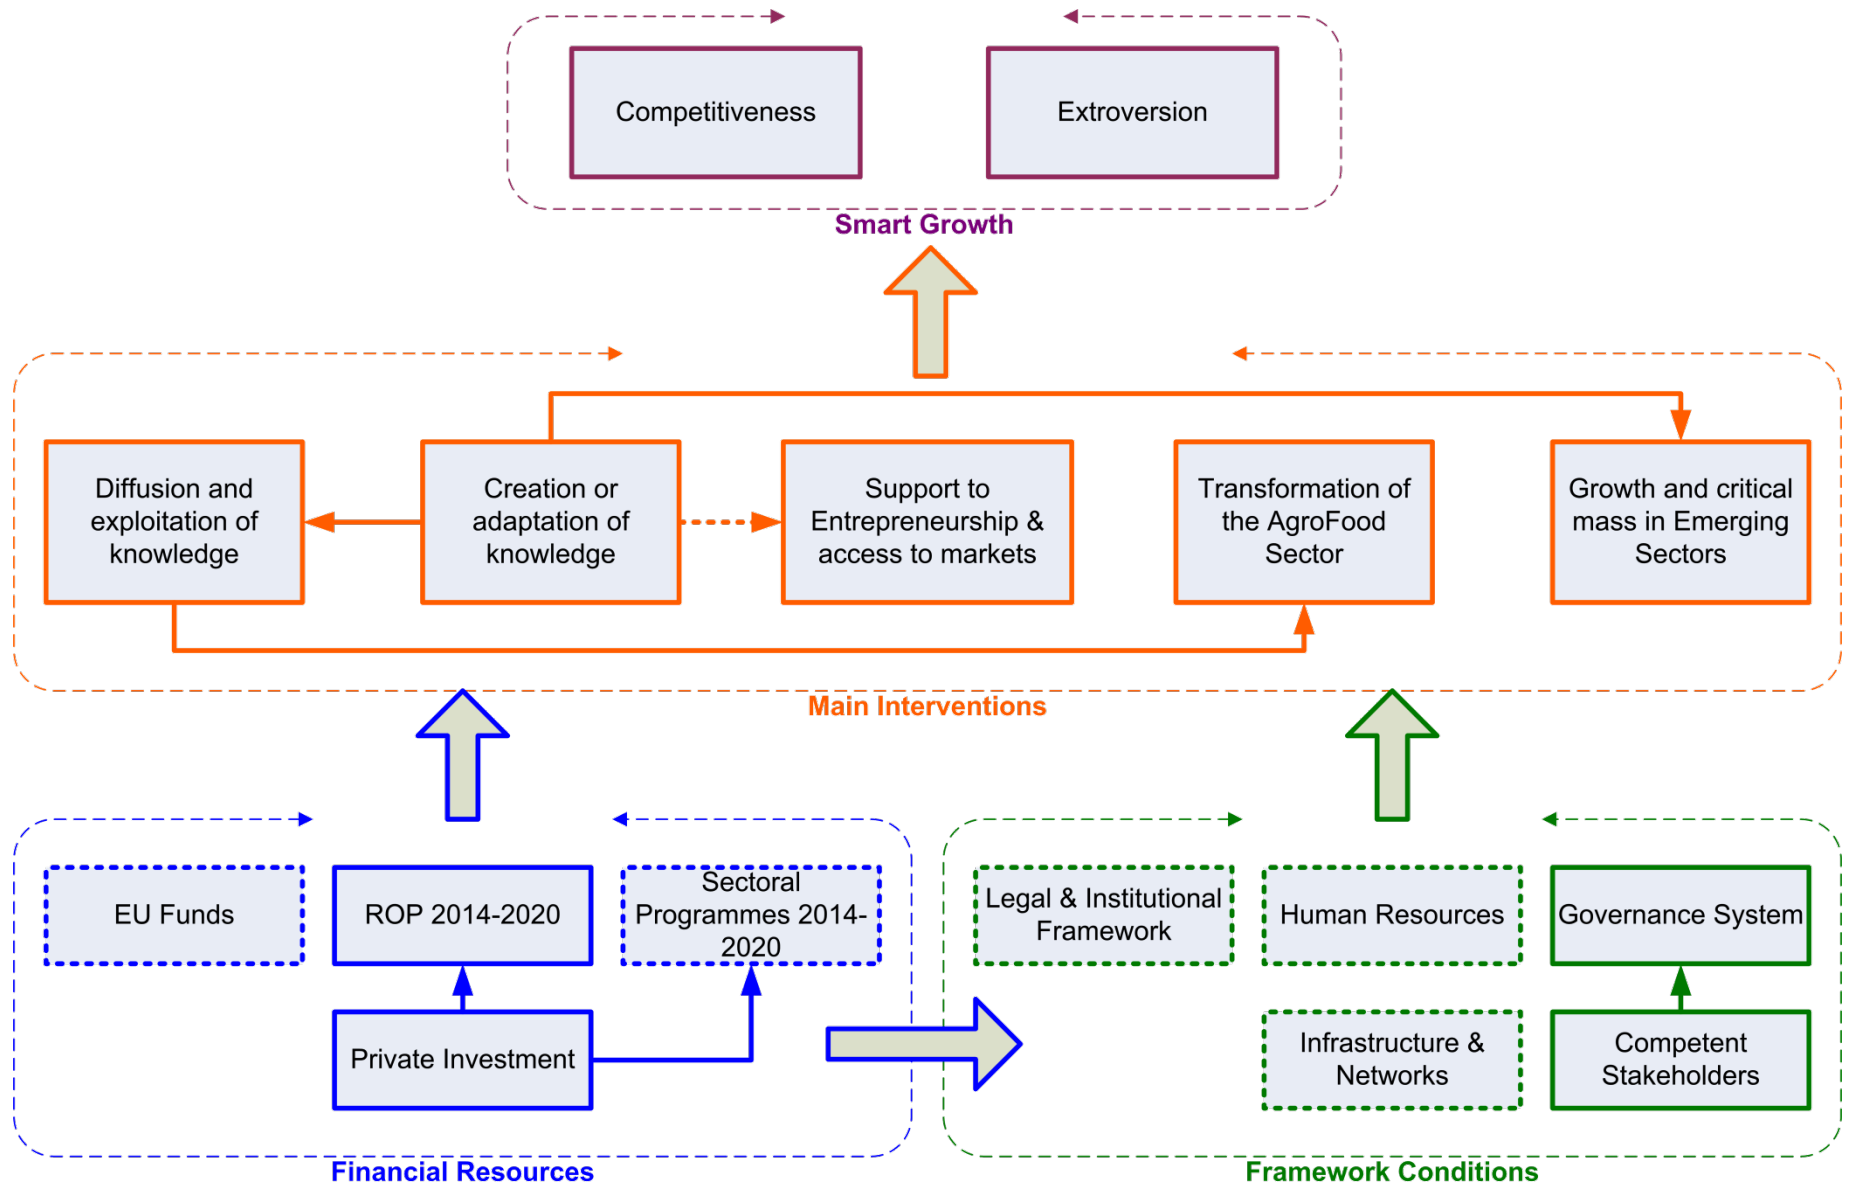 Competitiveness
Extroversion
Smart Growth
Diffusion and
exploitation of
knowledge
Creation or
adaptation of
knowledge
Support to
Entrepreneurship &
access to markets
Transformation of
the AgroFood
Sector
Growth and critical
mass in Emerging
Sectors
Main Interventions
EU Funds
ROP 2014-2020
Sectoral
Programmes 2014-
2020
Private Investment
Financial Resources
Legal & Institutional
Framework
Human Resources
Governance System
Infrastructure &
Networks
Competent
Stakeholders
Framework Conditions